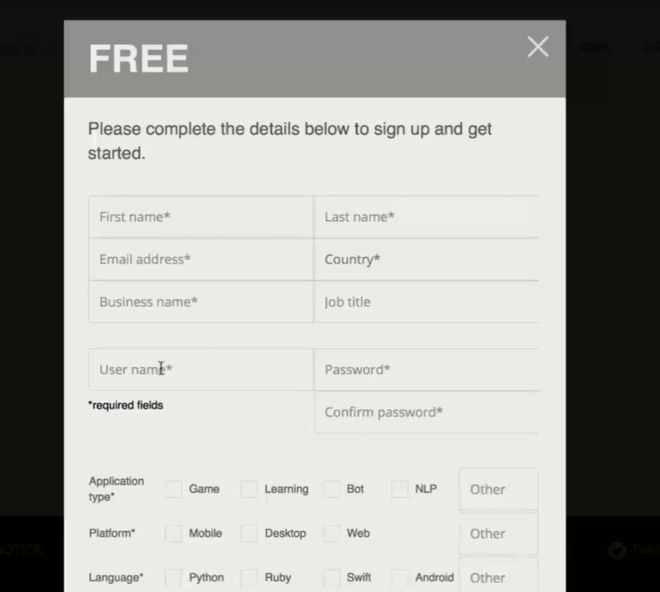 FREE
Please complete the details below to sign up and get
started.
First name* Last name*
Email address* Country*
Business name* Job title
User name* Password*
*required fields
Confirm password*
Application
type* Game Learning Bot NLP Other
Platform* Mobile Desktop Web Other
Language* Python Ruby Swift Android Other